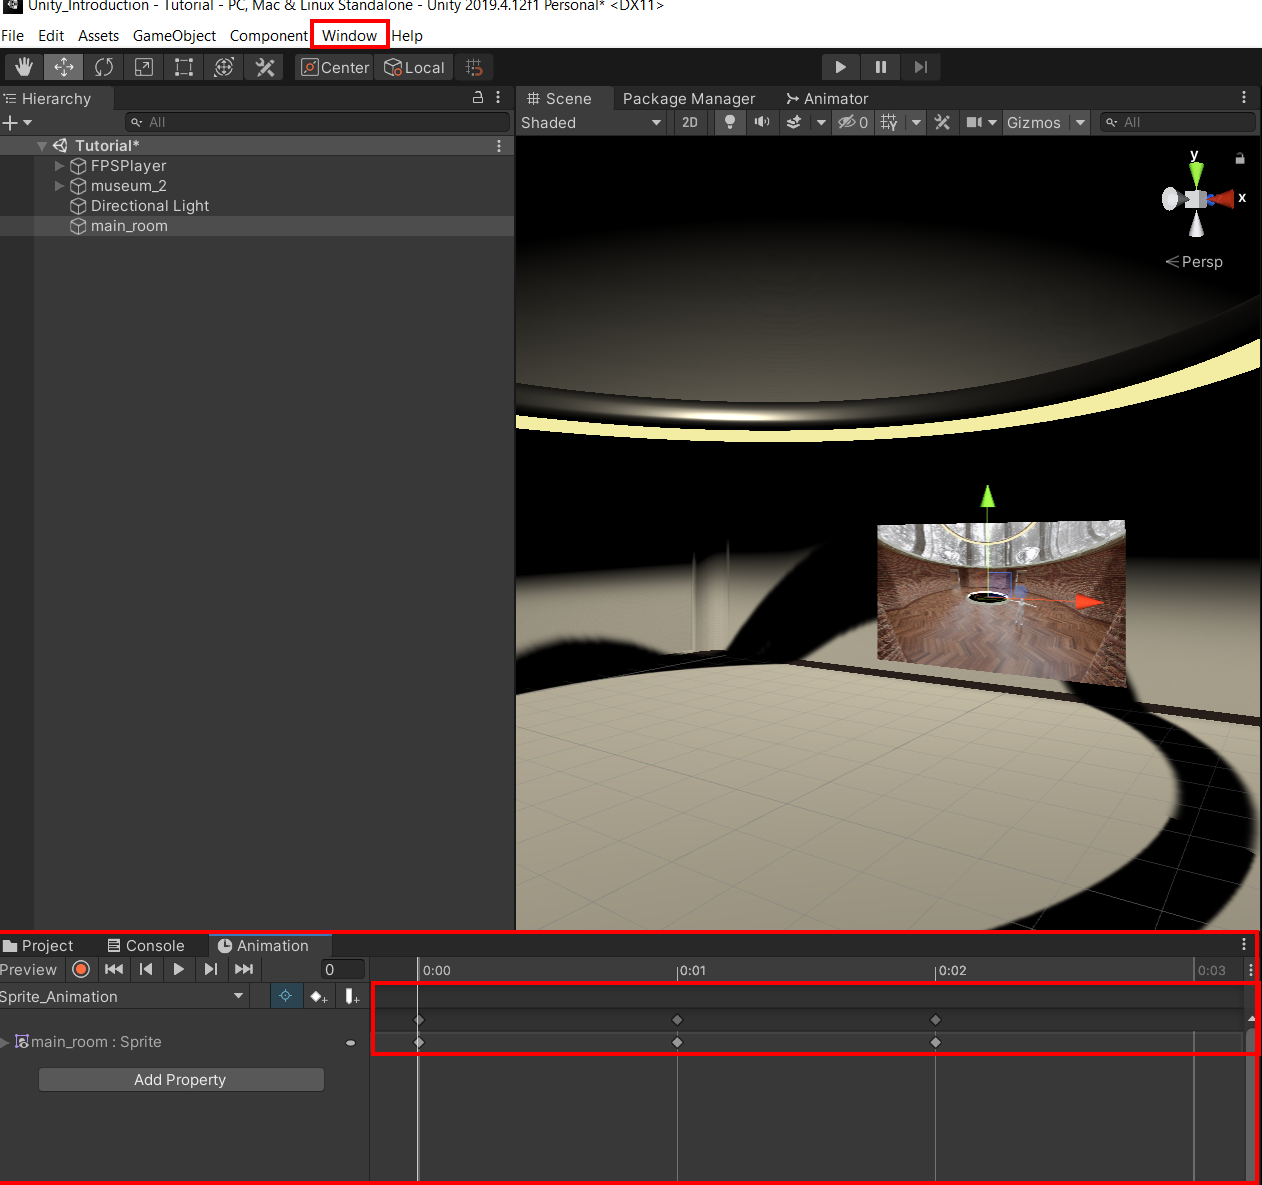 Unity_Introduction - Tutorial - PC, Mac & Linux Standalone - Unity 2019.4.12f1 Personal* <DX11>
File Edit Assets GameObject Component Window Help
Center Local
Hierarchy
All
Tutorial*
FPSPlayer
museum_2
Directional Light
main_room
Scene Package Manager Animator
Shaded 2D 0 Gizmos All
y
x
Persp
Project Console Animation
Preview 0 0:00 0:01 0:02 0:03
Sprite_Animation
main_room : Sprite
Add Property